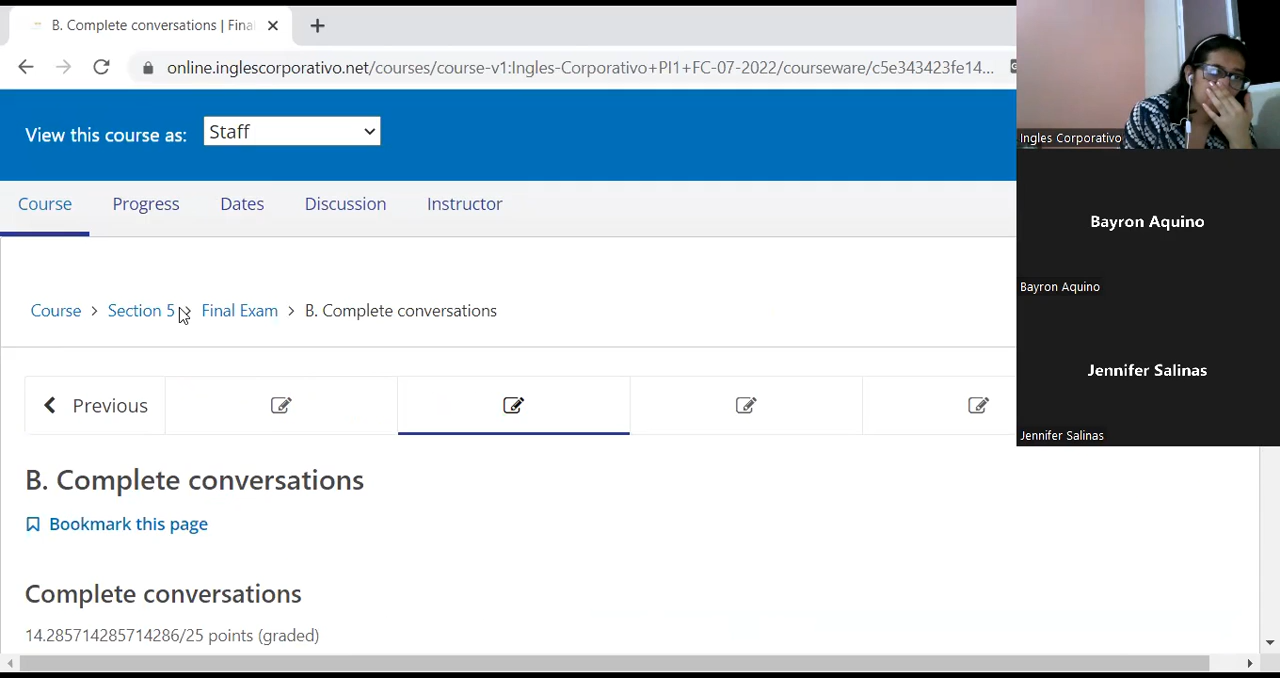 B. Complete conversations | Fina
online.inglescorporativo.net/courses/course-v1:Ingles-Corporativo+PI1+FC-07-2022/courseware/c5e343423fe14...
View this course as: Staff
Course Progress Dates Discussion Instructor
Course > Section 5 > Final Exam > B. Complete conversations
Previous
B. Complete conversations
Bookmark this page
Complete conversations
14.285714285714286/25 points (graded)
Ingles Corporativo
Bayron Aquino
Bayron Aquino
Jennifer Salinas
Jennifer Salinas